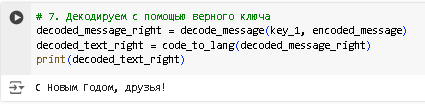 # 7. Декодируем с помощью верного ключа
decoded_message_right = decode_message(key_1, encoded_message)
decoded_text_right = code_to_lang(decoded_message_right)
print(decoded_text_right)
С Новым Годом, друзья!